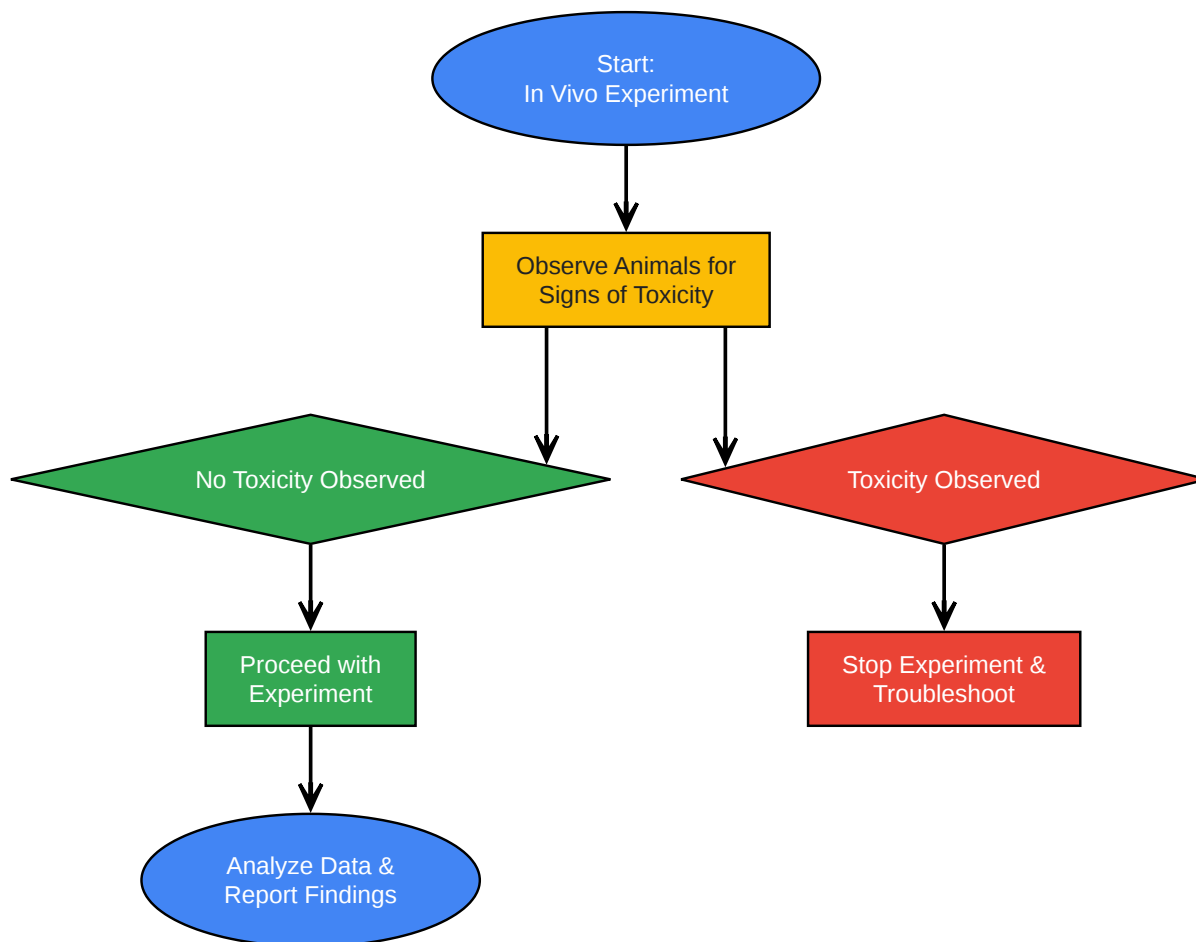 Start:
In Vivo Experiment
Observe Animals for
Signs of Toxicity
No Toxicity Observed
Toxicity Observed
Proceed with
Experiment
Stop Experiment &
Troubleshoot
Analyze Data &
Report Findings